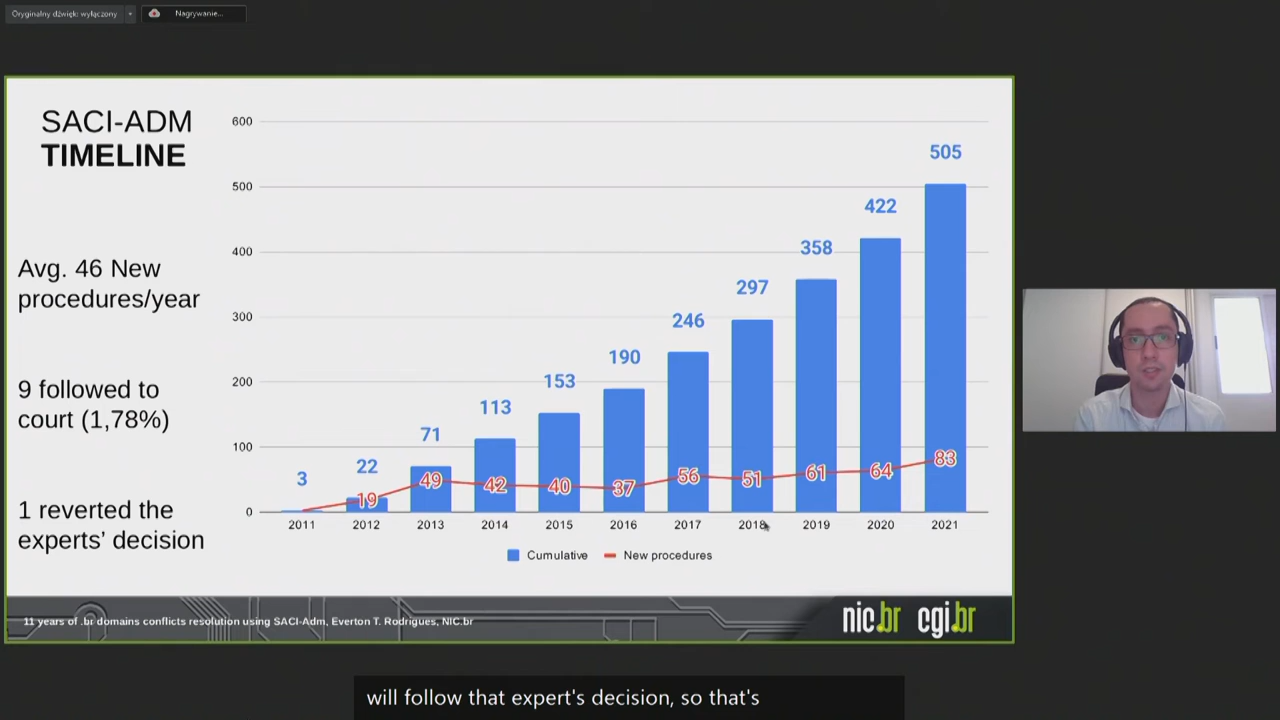 Oryginalny dźwięk: wyłączony
Nagrywanie...
SACI-ADM
TIMELINE
Avg. 46 New
procedures/year
9 followed to
court (1,78%)
1 reverted the
experts' decision
600
500
400
300
200
100
0
3
22
71
113
153
190
246
297
358
422
505
19
49
42
40
37
56
51
61
64
83
2011
2012
2013
2014
2015
2016
2017
2018
2019
2020
2021
Cumulative
New procedures
11 years of .br domains conflicts resolution using SACI-Adm, Everton T. Rodrigues, NIC.br
nic.br cgi.br
will follow that expert's decision, so that's